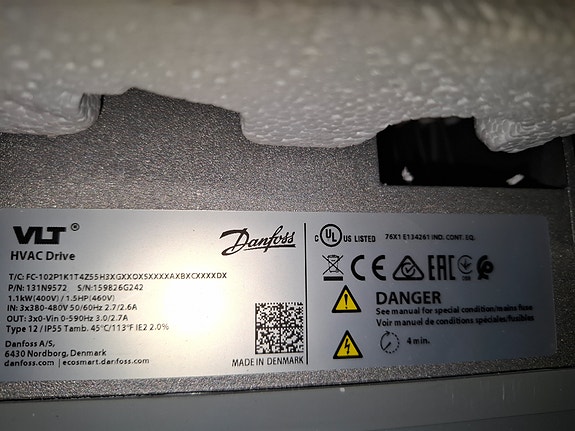 VLT ®
HVAC Drive
T/C: FC-102P1K1T4Z55H3XGXXOXSXXXXAXBXCXXXXDX
P/N: 131N9572 S/N:159826G242
1.1kW(400V) / 1.5HP(460V)
IN: 3x380-480V 50/60Hz 2.7/2.6A
OUT: 3x0-Vin 0-590Hz 3.0/2.7A
Type 12 / IP55 Tamb. 45°C/113°F IE2 2.0%
Danfoss A/S,
6430 Nordborg, Denmark
danfoss.com | ecosmart.danfoss.com
Danfoss
MADE IN DENMARK
c UL US LISTED 76X1 E134261 IND. CONT. EQ.
CE EAC
DANGER
See manual for special condition/mains fuse
Voir manuel de conditions spéciales/fusibles
4 min.